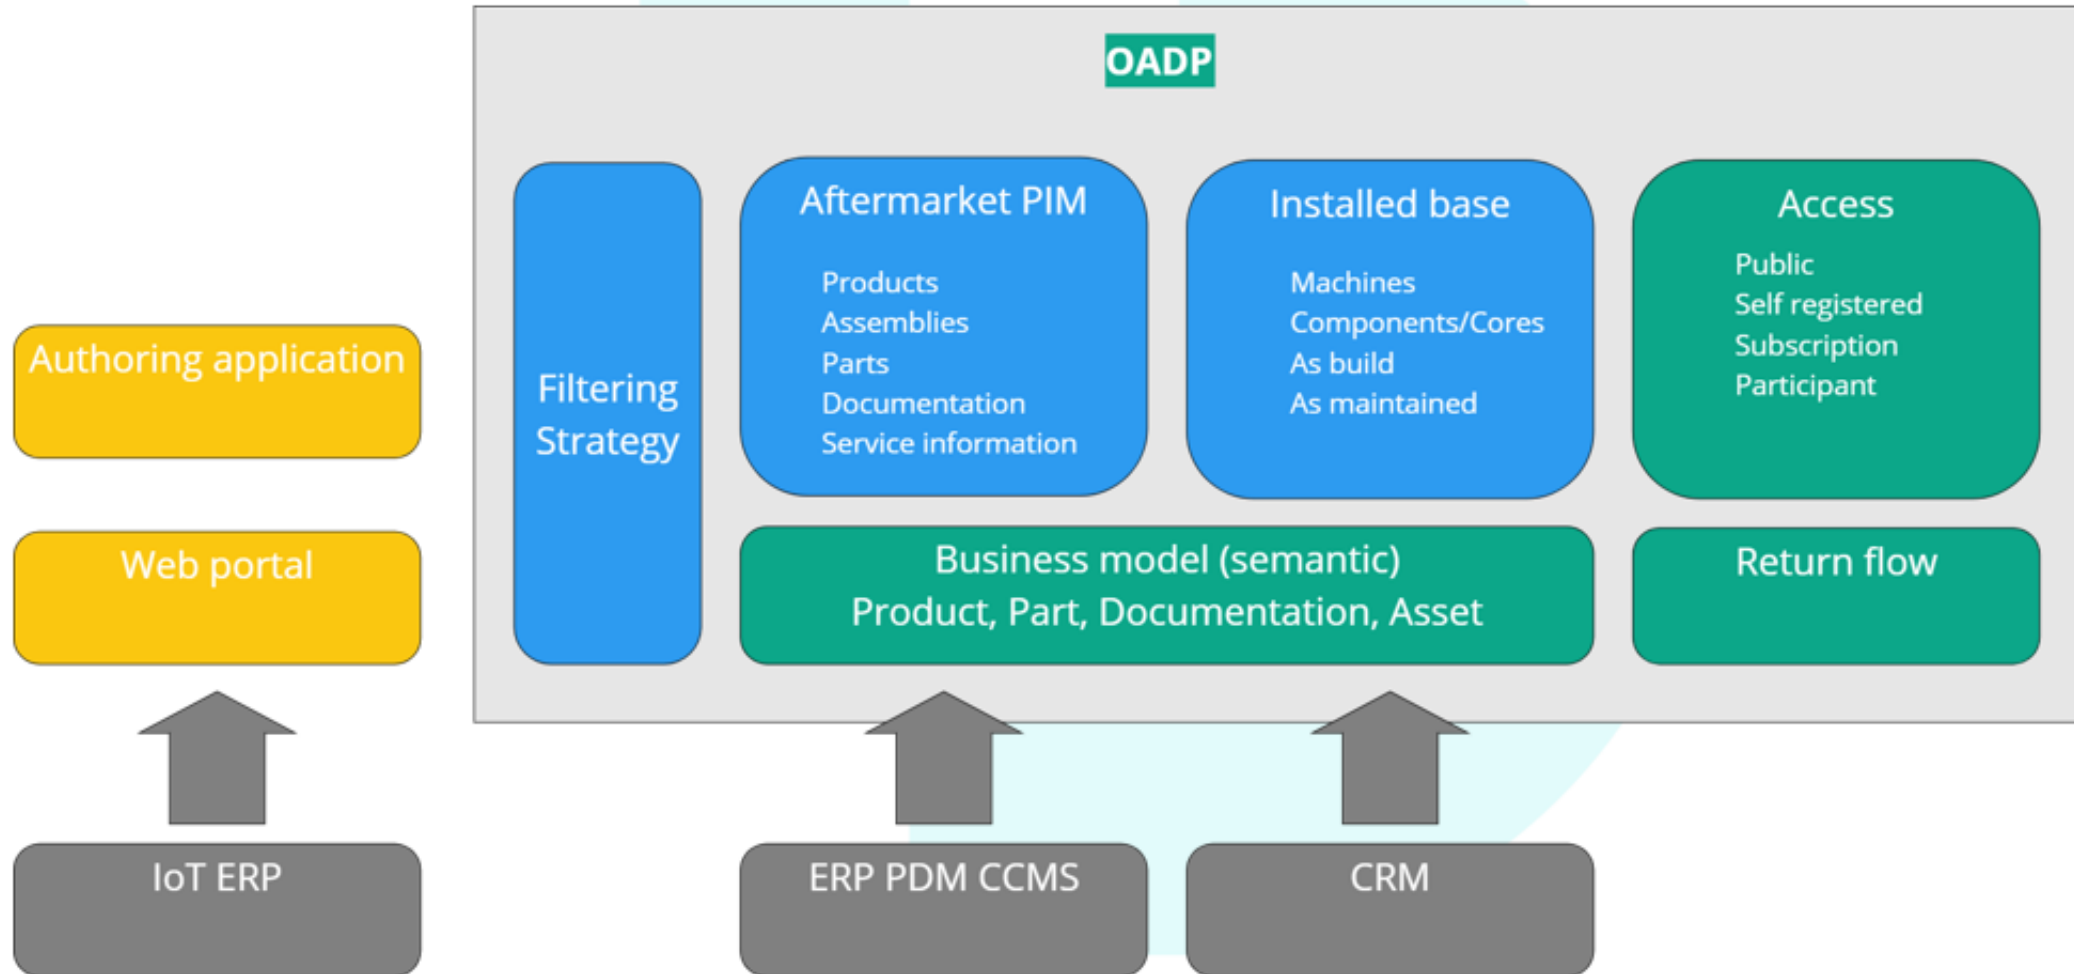 OADP
Authoring application
Web portal
IoT ERP
Filtering
Strategy
Aftermarket PIM
Products
Assemblies
Parts
Documentation
Service information
Installed base
Machines
Components/Cores
As build
As maintained
Access
Public
Self registered
Subscription
Participant
Business model (semantic)
Product, Part, Documentation, Asset
Return flow
ERP PDM CCMS
CRM